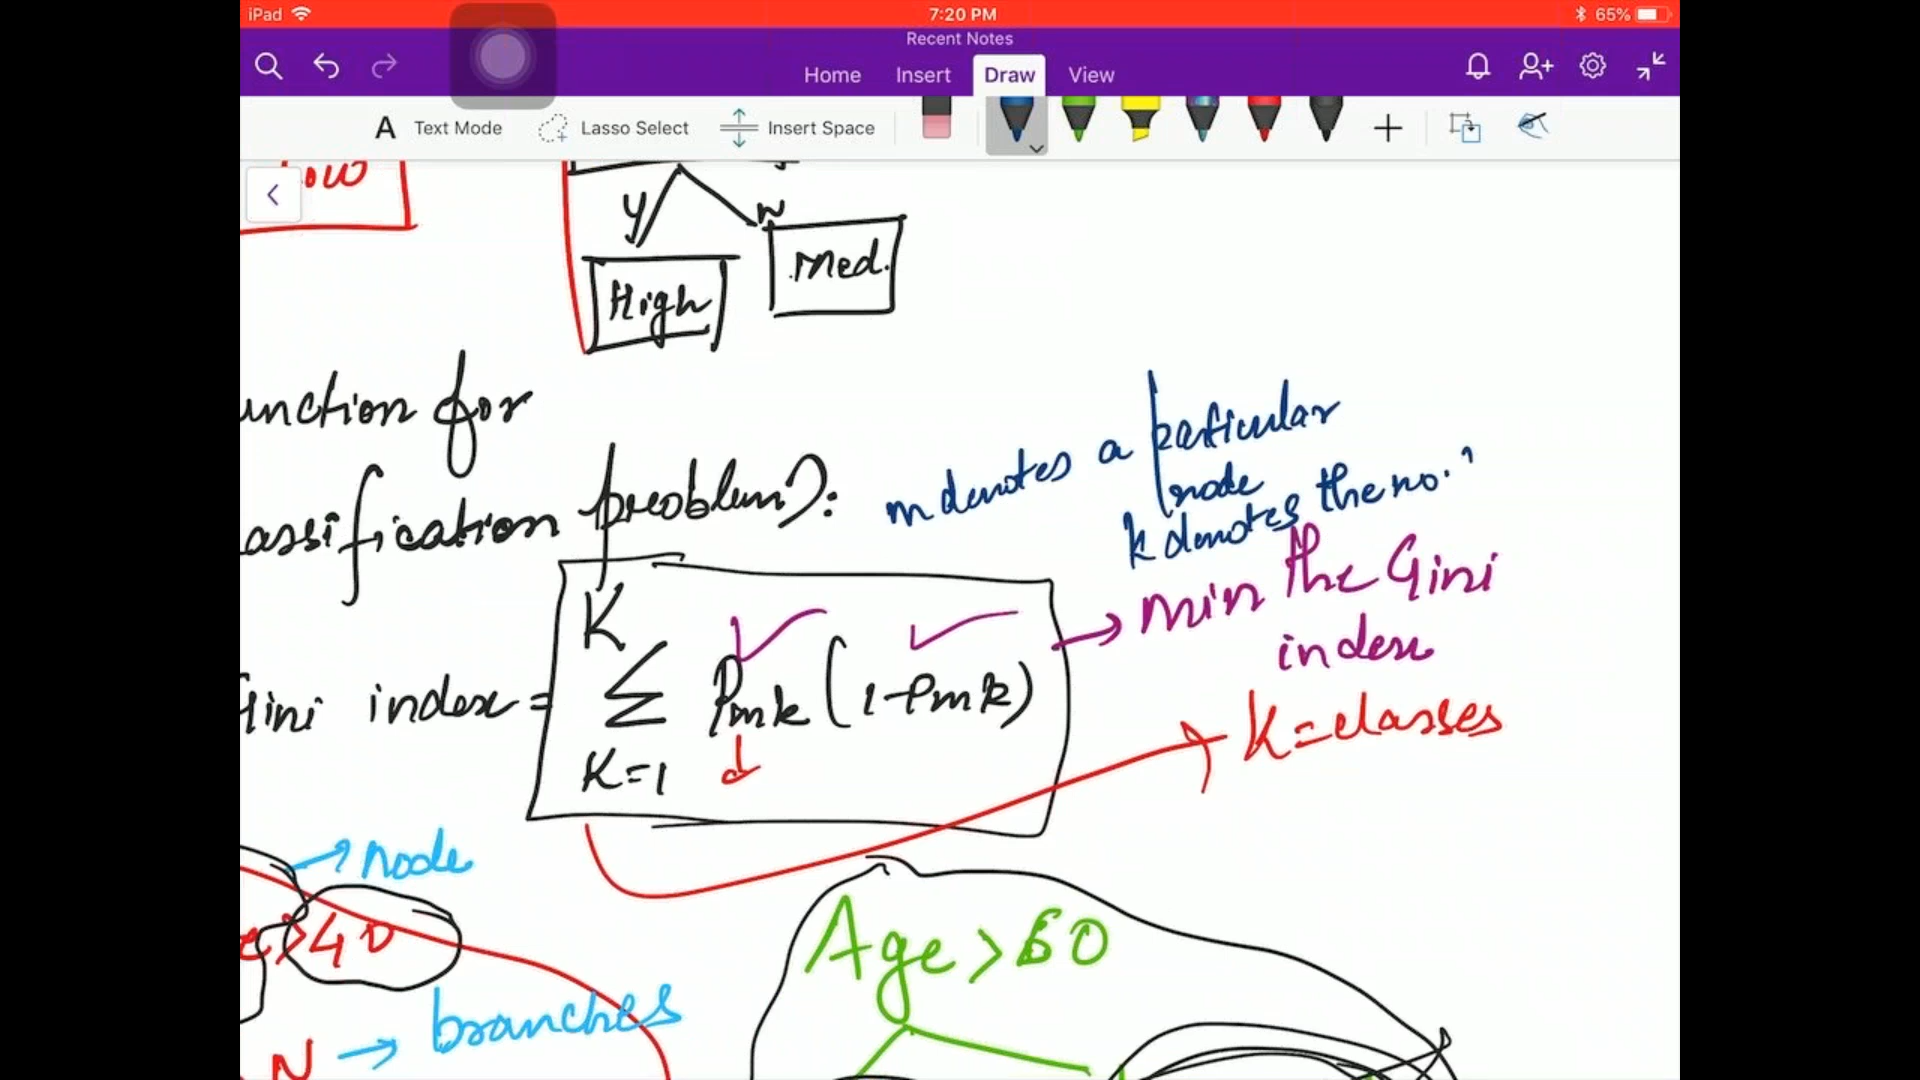 iPad 7:20 PM 65%
Recent Notes
Home Insert Draw View
A Text Mode Lasso Select Insert Space
ow
y N
Med.
High
unction for
assification problem):
m denotes a particular
node
k denotes the no.
K
→ min the Gini
index
Gini index = Σ Pmk (1-Pmk)
K=1
K=classes
→ node
>40
Age > 60
→ branches
N